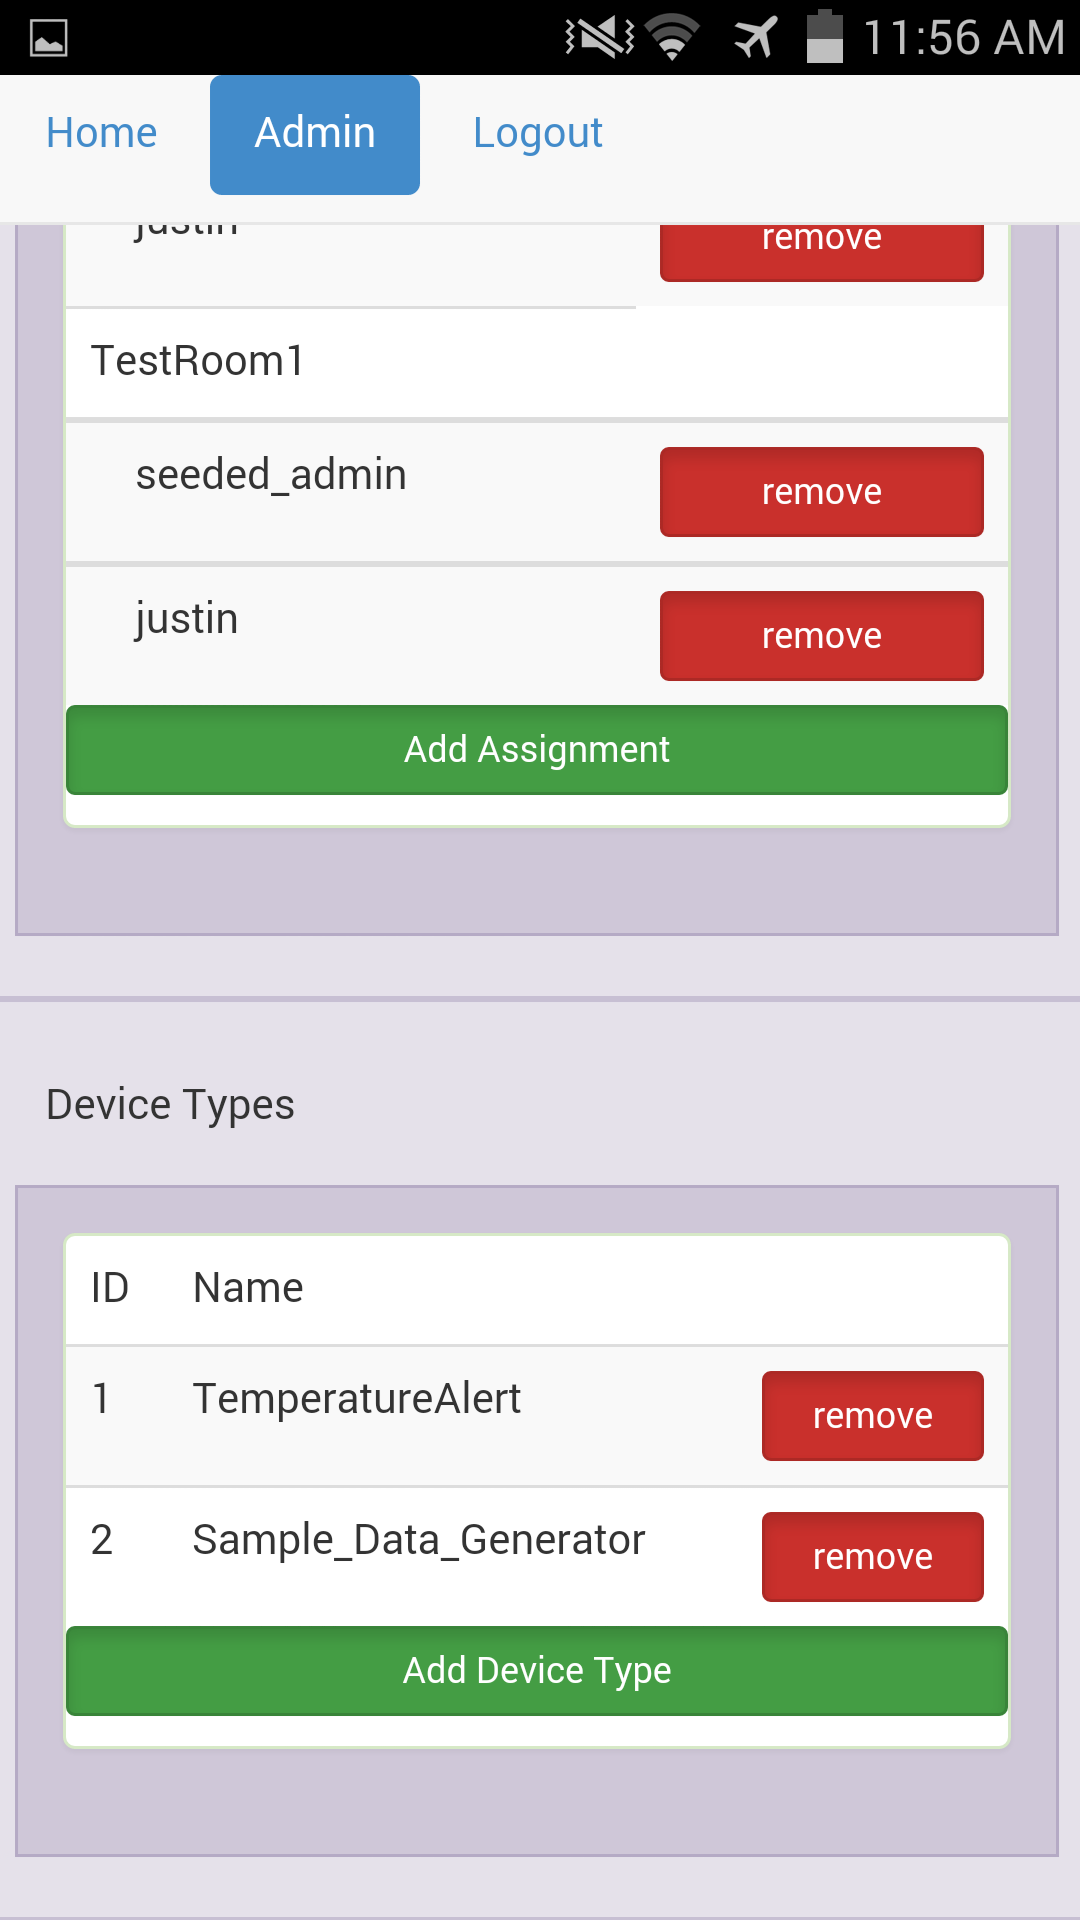 11:56 AM
Home Admin Logout
justin remove
TestRoom1
seeded_admin remove
justin remove
Add Assignment
Device Types
ID Name
1 TemperatureAlert remove
2 Sample_Data_Generator remove
Add Device Type